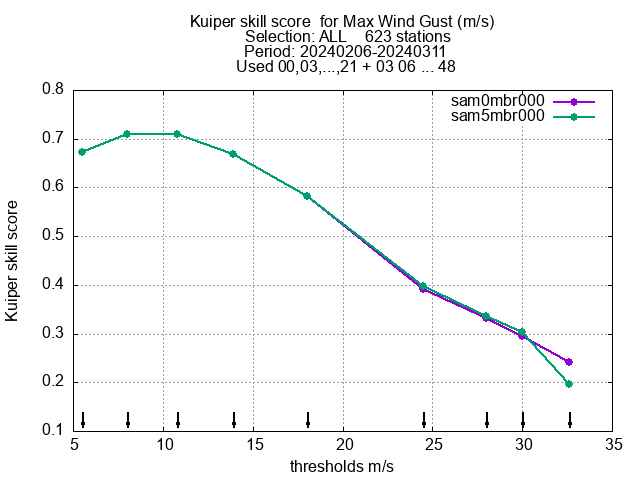 Kuiper skill score  for Max Wind Gust (m/s)
Selection: ALL    623 stations
Period: 20240206-20240311
Used 00,03,...,21 + 03 06 ... 48
sam0mbr000
sam5mbr000
Kuiper skill score
0.8
0.7
0.6
0.5
0.4
0.3
0.2
0.1
5 10 15 20 25 30 35
thresholds m/s